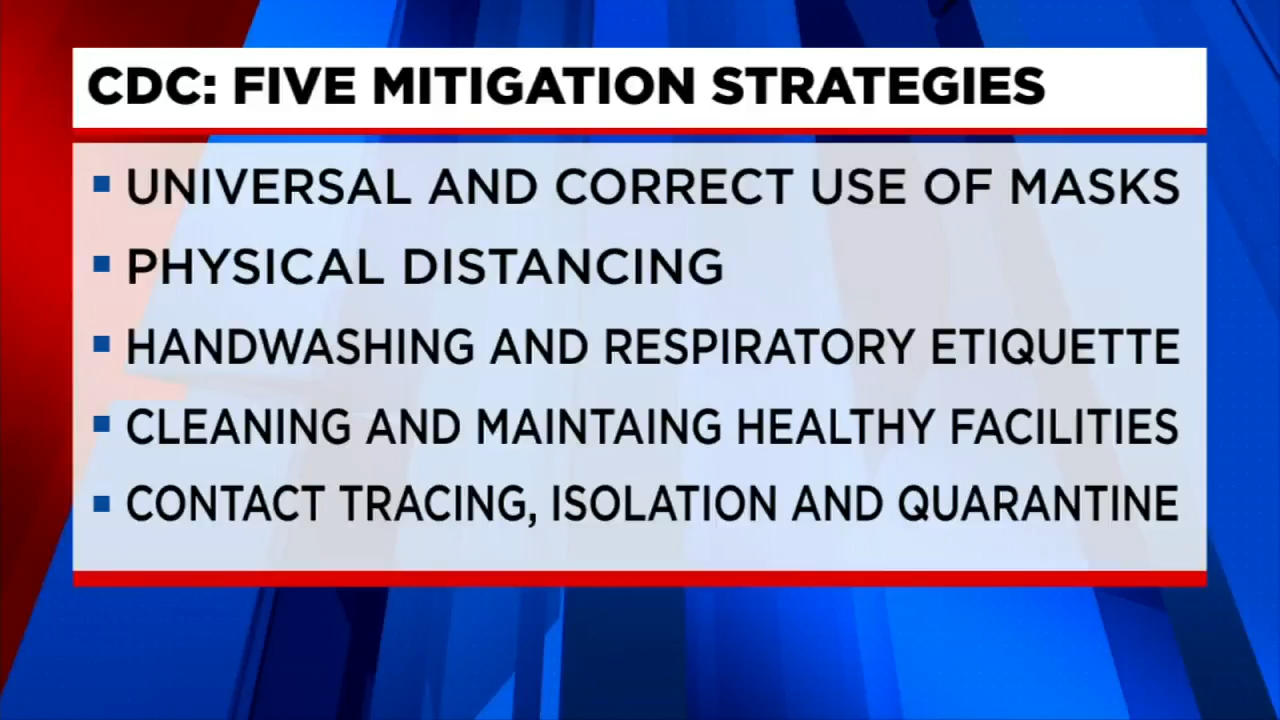 CDC: FIVE MITIGATION STRATEGIES
UNIVERSAL AND CORRECT USE OF MASKS
PHYSICAL DISTANCING
HANDWASHING AND RESPIRATORY ETIQUETTE
CLEANING AND MAINTAING HEALTHY FACILITIES
CONTACT TRACING, ISOLATION AND QUARANTINE